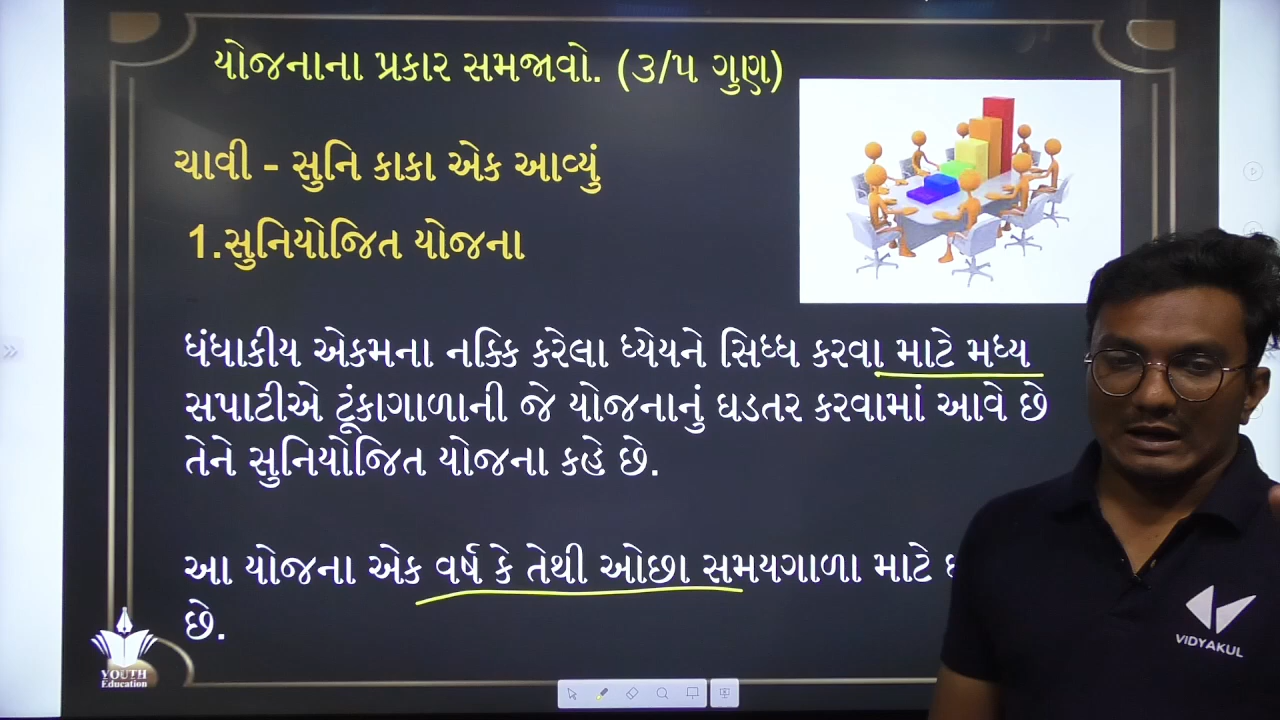 યોજનાના પ્રકાર સમજાવો. (૩/૫ ગુણ)
ચાવી - સુનિ કાકા એક આવ્યું
1.સુનિયોજિત યોજના
ધંધાકીય એકમના નક્કિ કરેલા ધ્યેયને સિધ્ધ કરવા માટે મધ્ય
સપાટીએ ટૂંકાગાળાની જે યોજનાનું ઘડતર કરવામાં આવે છે
તેને સુનિયોજિત યોજના કહે છે.
આ યોજના એક વર્ષ કે તેથી ઓછા સમયગાળા માટે
છે.
YOUTH
Education
VIDYAKUL